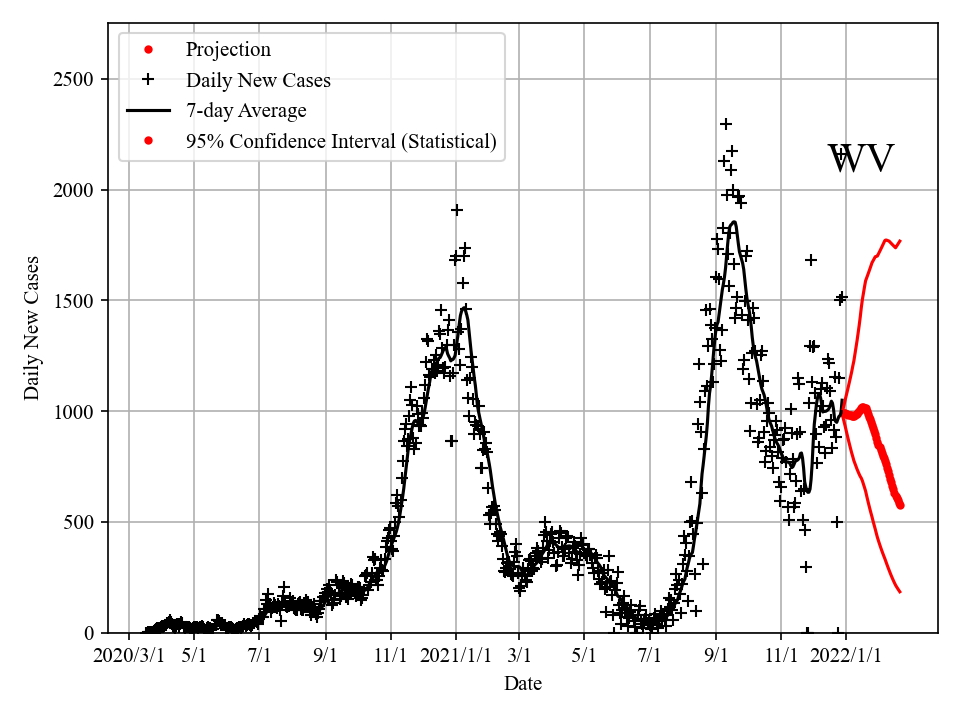 Projection
Daily New Cases
7-day Average
95% Confidence Interval (Statistical)
WV
Daily New Cases
2500
2000
1500
1000
500
0
2020/3/1 5/1 7/1 9/1 11/1 2021/1/1 3/1 5/1 7/1 9/1 11/1 2022/1/1
Date